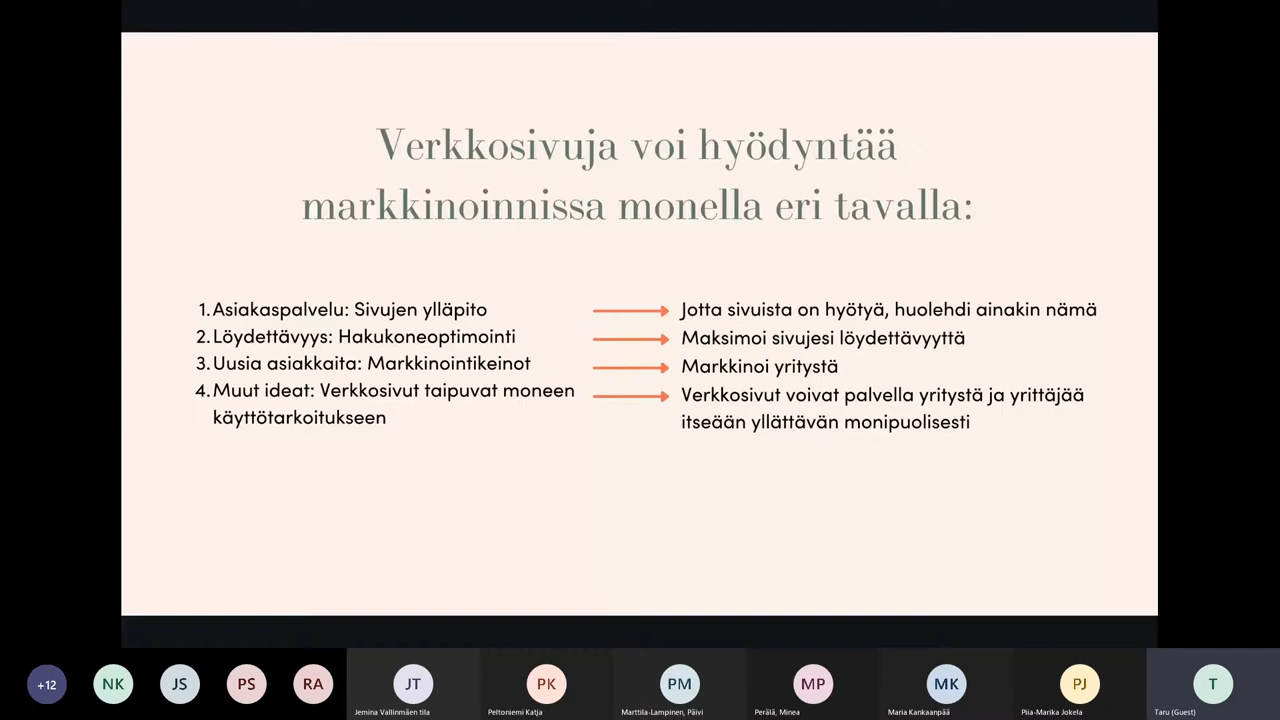 Verkkosivuja voi hyödyntää
markkinoinnissa monella eri tavalla:
1. Asiakaspalvelu: Sivujen ylläpito
2. Löydettävyys: Hakukoneoptimointi
3. Uusia asiakkaita: Markkinointikeinot
4. Muut ideat: Verkkosivut taipuvat moneen
käyttötarkoitukseen
Jotta sivuista on hyötyä, huolehdi ainakin nämä
Maksimoi sivujesi löydettävyyttä
Markkinoi yritystä
Verkkosivut voivat palvella yritystä ja yrittäjää
itseään yllättävän monipuolisesti
+12
NK
JS
PS
RA
JT
PK
PM
MP
MK
PJ
T
Jemina Vallinmäen tila
Peltoniemi Katja
Marttila-Lampinen, Päivi
Perälä, Minea
Maria Kankaanpää
Piia-Marika Jokela
Taru (Guest)